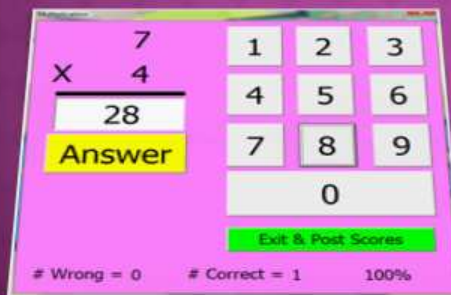 Multiplication
7
X 4
28
Answer
1 2 3
4 5 6
7 8 9
0
Exit & Post Scores
# Wrong = 0 # Correct = 1 100%